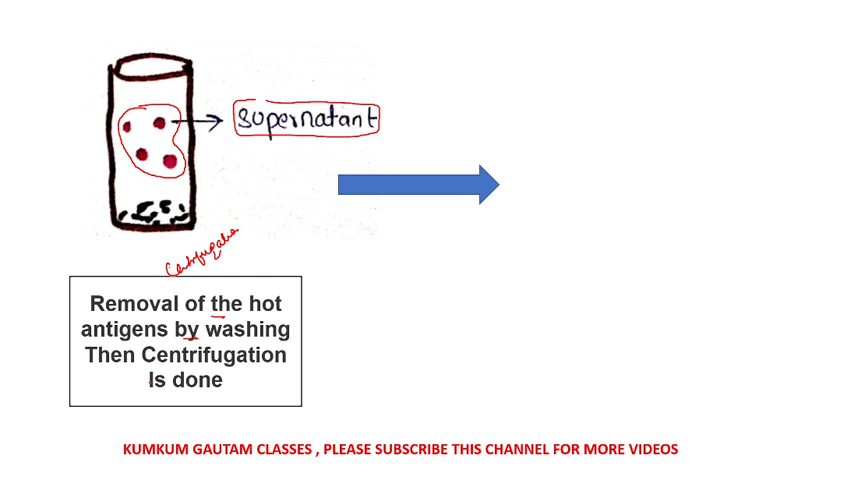 Supernatant
Centrifugation
Removal of the hot
antigens by washing
Then Centrifugation
Is done
KUMKUM GAUTAM CLASSES , PLEASE SUBSCRIBE THIS CHANNEL FOR MORE VIDEOS